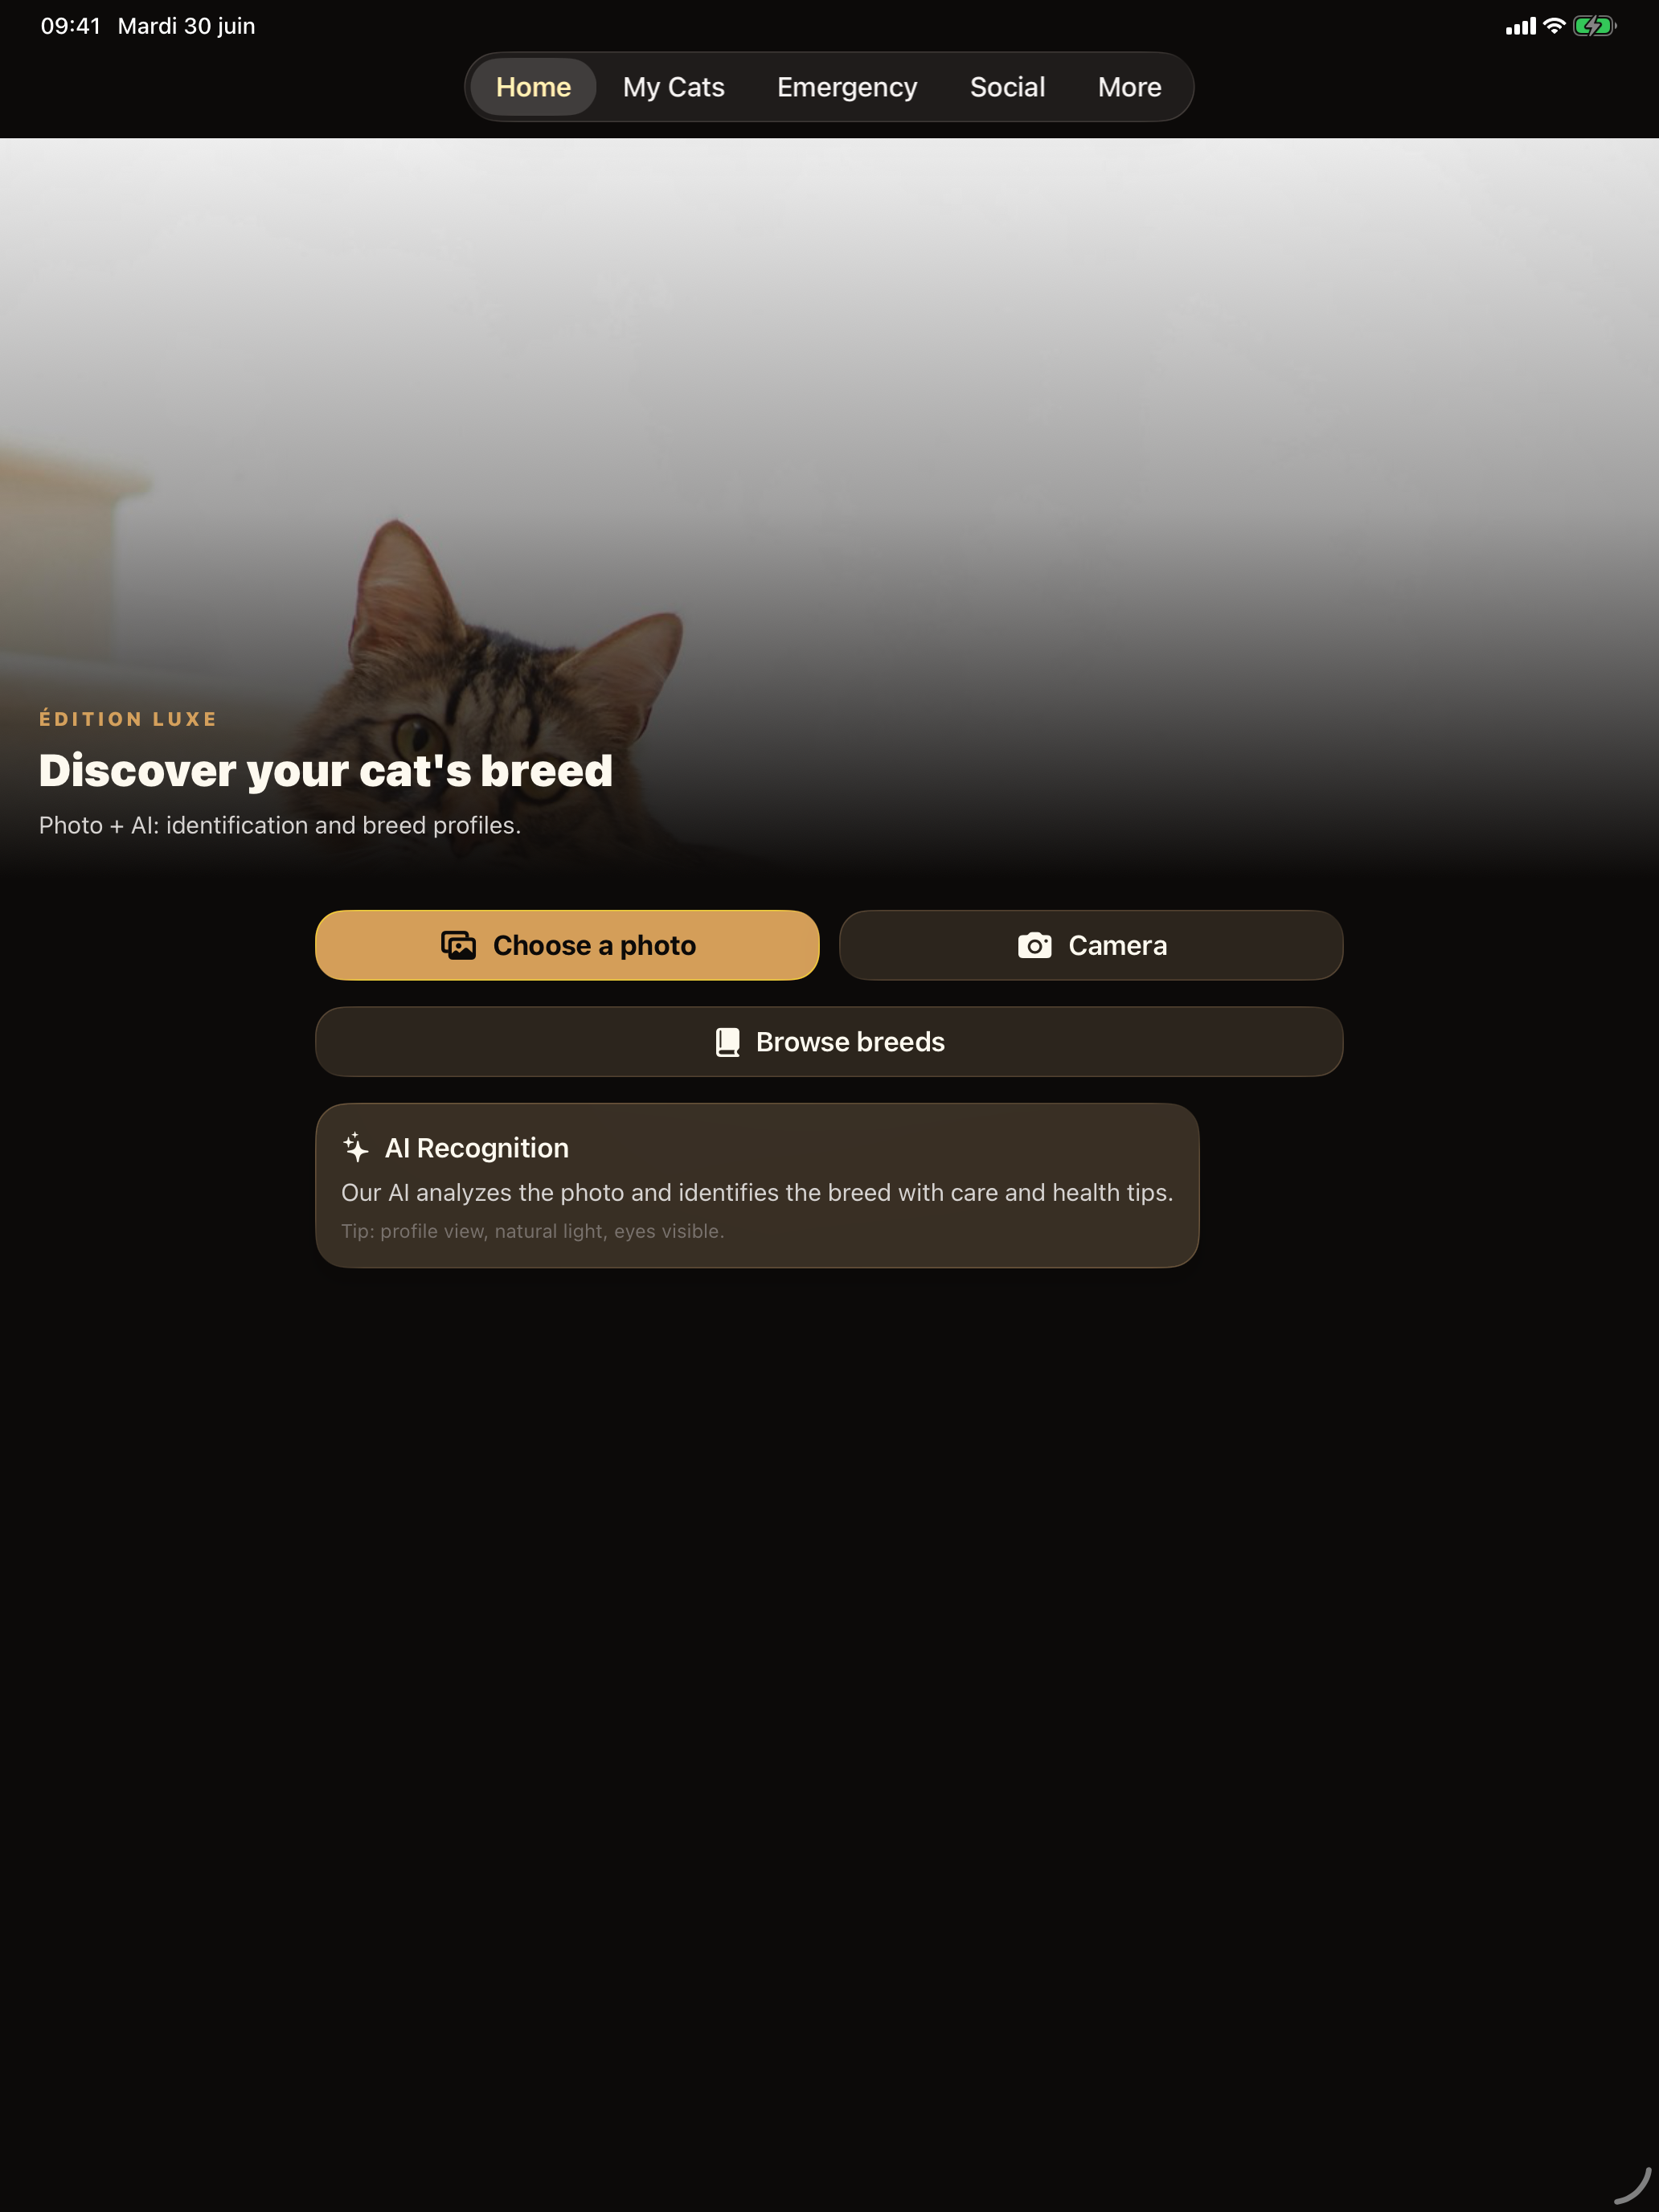 09:41 Mardi 30 juin
Home My Cats Emergency Social More
ÉDITION LUXE
Discover your cat's breed
Photo + AI: identification and breed profiles.
Choose a photo
Camera
Browse breeds
AI Recognition
Our AI analyzes the photo and identifies the breed with care and health tips.
Tip: profile view, natural light, eyes visible.